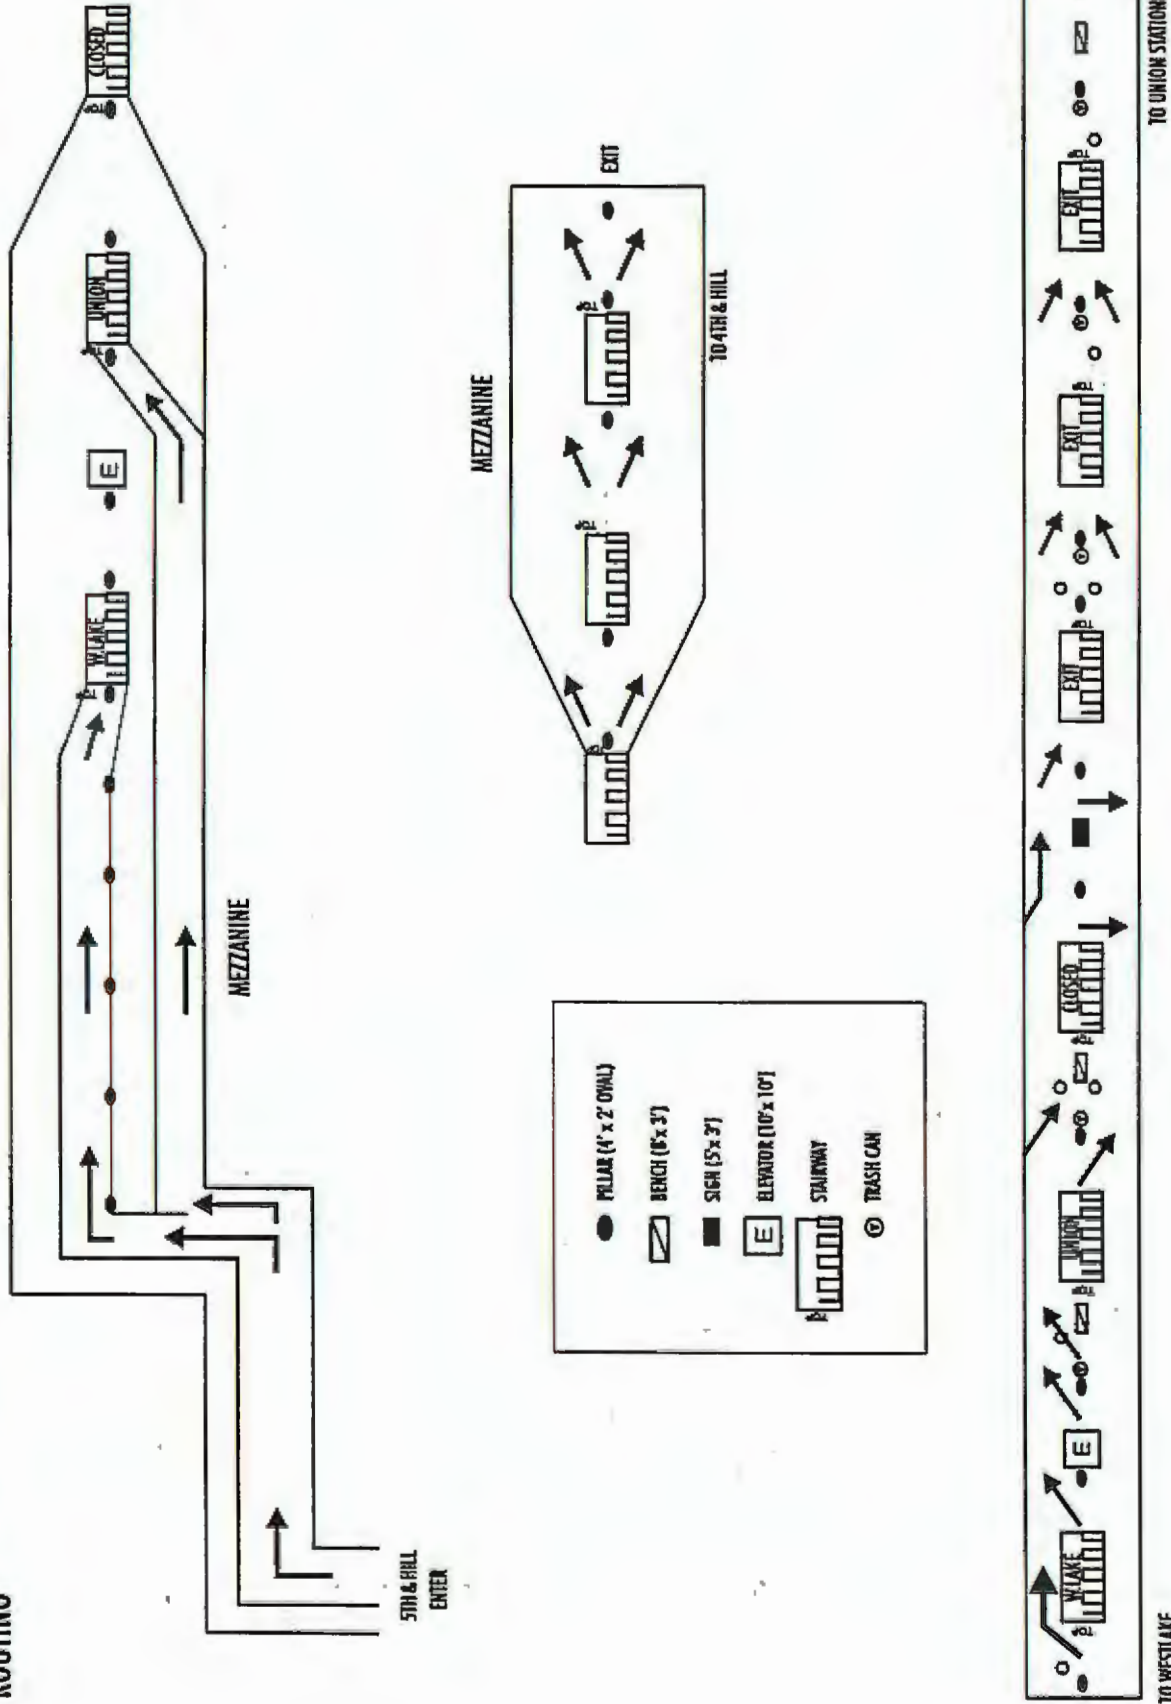 ROUTING
CLOSED
UNION
E
W.LAKE
MEZZANINE
5TH & HILL
ENTER
MEZZANINE
EXIT
TO 4TH & HILL
PILLAR (4' x 2' OVAL)
BENCH (8'x 3')
SIGN (5'x 3')
E ELEVATOR (10'x 10')
STAIRWAY
TRASH CAN
EXIT
EXIT
EXIT
CLOSED
UNION
E
W.LAKE
TO UNION STATION
TO WESTLAKE